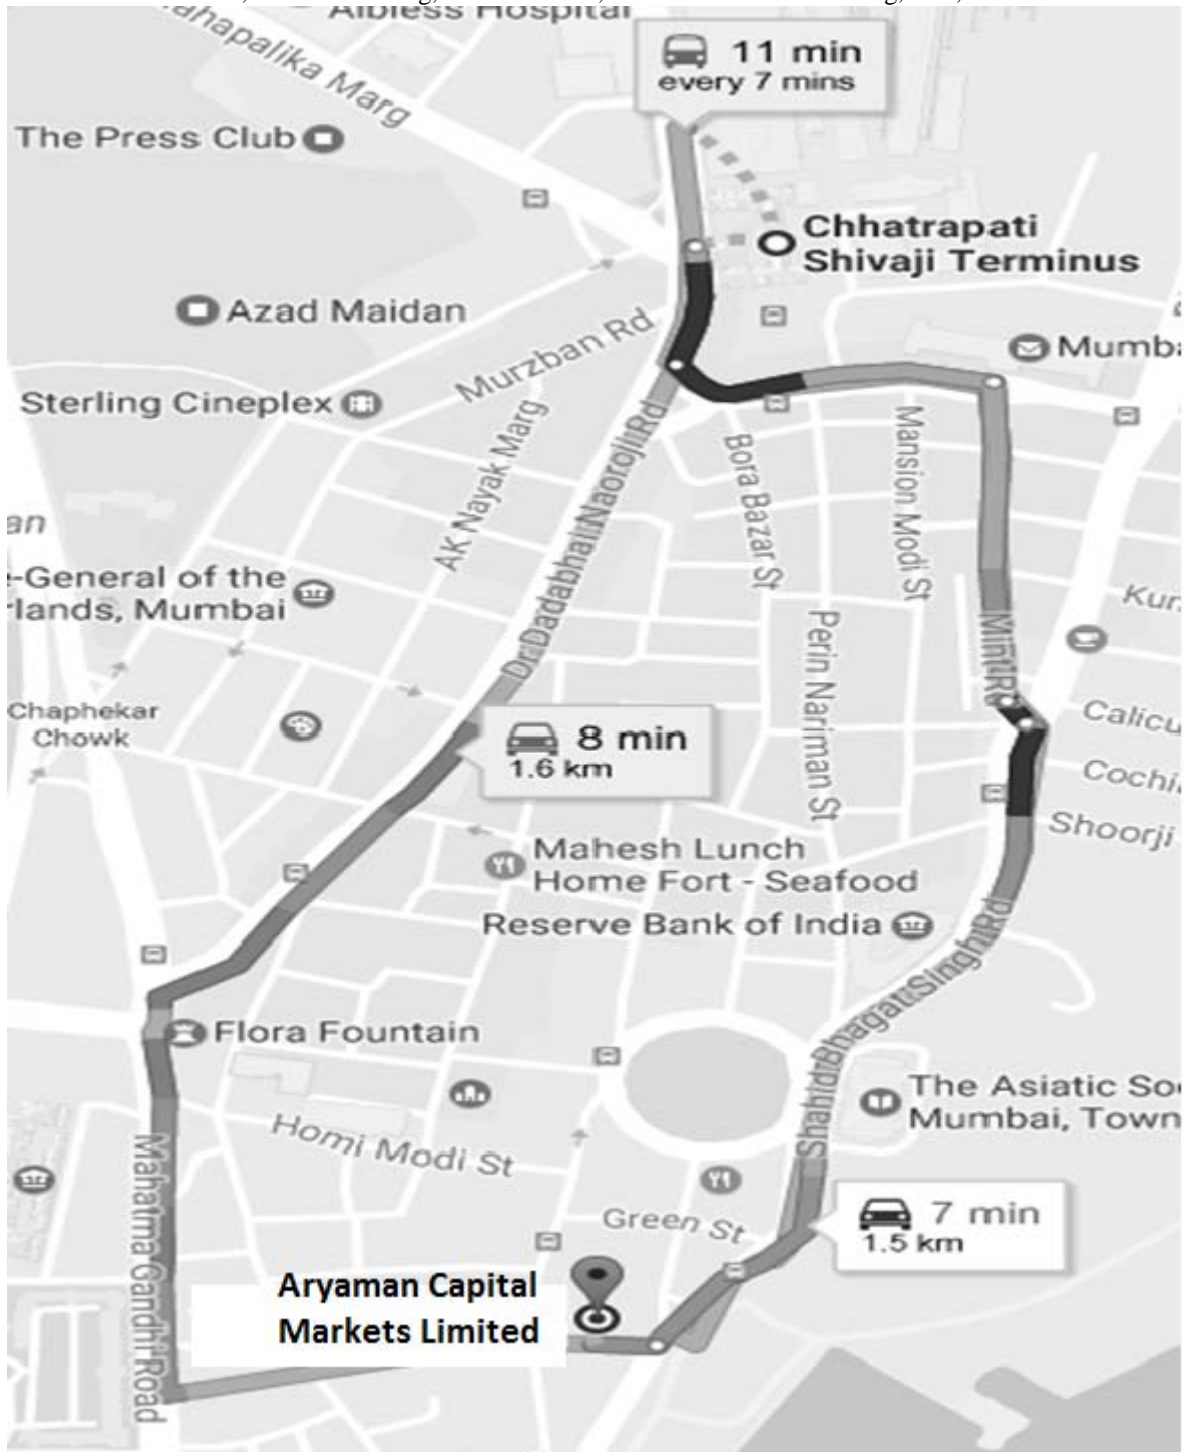 Albless Hospital
ahapalika Marg
11 min
every 7 mins
The Press Club
Chhatrapati
Shivaji Terminus
Azad Maidan
Murzban Rd
Mumba
Sterling Cineplex
AK Nayak Marg
Dr Dadabhai Naoroji Rd
Bora Bazar St
Mansion Modi St
an
-General of the
rlands, Mumbai
Kur
Mint Rd
Perin Nariman St
Chaphekar
Chowk
Calicu
8 min
1.6 km
Cochi
Shoorji
Mahesh Lunch
Home Fort - Seafood
Reserve Bank of India
Shahid Bhagat Singh Rd
Flora Fountain
The Asiatic So
Mumbai, Town
Homi Modi St
Mahatma Gandhi Road
Green St
7 min
1.5 km
Aryaman Capital
Markets Limited